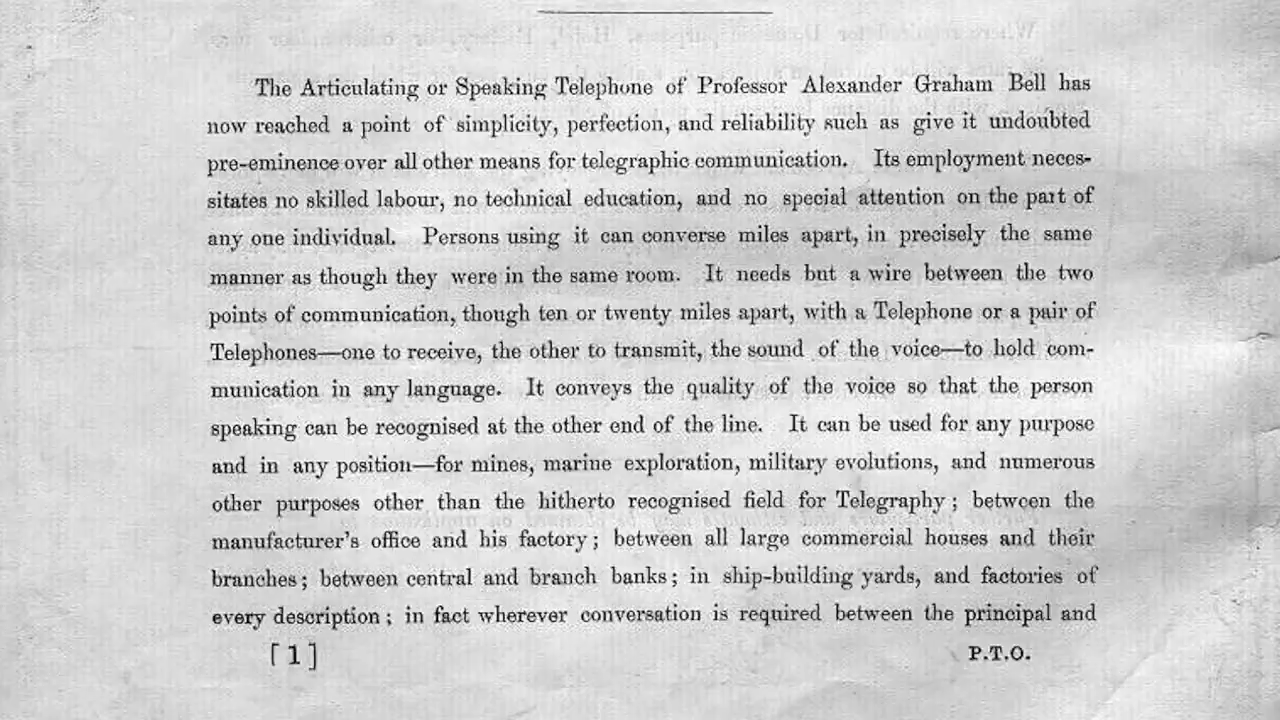 The Articulating or Speaking Telephone of Professor Alexander Graham Bell has
now reached a point of simplicity, perfection, and reliability such as give it undoubted
pre-eminence over all other means for telegraphic communication. Its employment neces-
sitates no skilled labour, no technical education, and no special attention on the part of
any one individual. Persons using it can converse miles apart, in precisely the same
manner as though they were in the same room. It needs but a wire between the two
points of communication, though ten or twenty miles apart, with a Telephone or a pair of
Telephones—one to receive, the other to transmit, the sound of the voice—to hold com-
munication in any language. It conveys the quality of the voice so that the person
speaking can be recognised at the other end of the line. It can be used for any purpose
and in any position—for mines, marine exploration, military evolutions, and numerous
other purposes other than the hitherto recognised field for Telegraphy; between the
manufacturer's office and his factory; between all large commercial houses and their
branches; between central and branch banks; in ship-building yards, and factories of
every description; in fact wherever conversation is required between the principal and
[1] P.T.O.